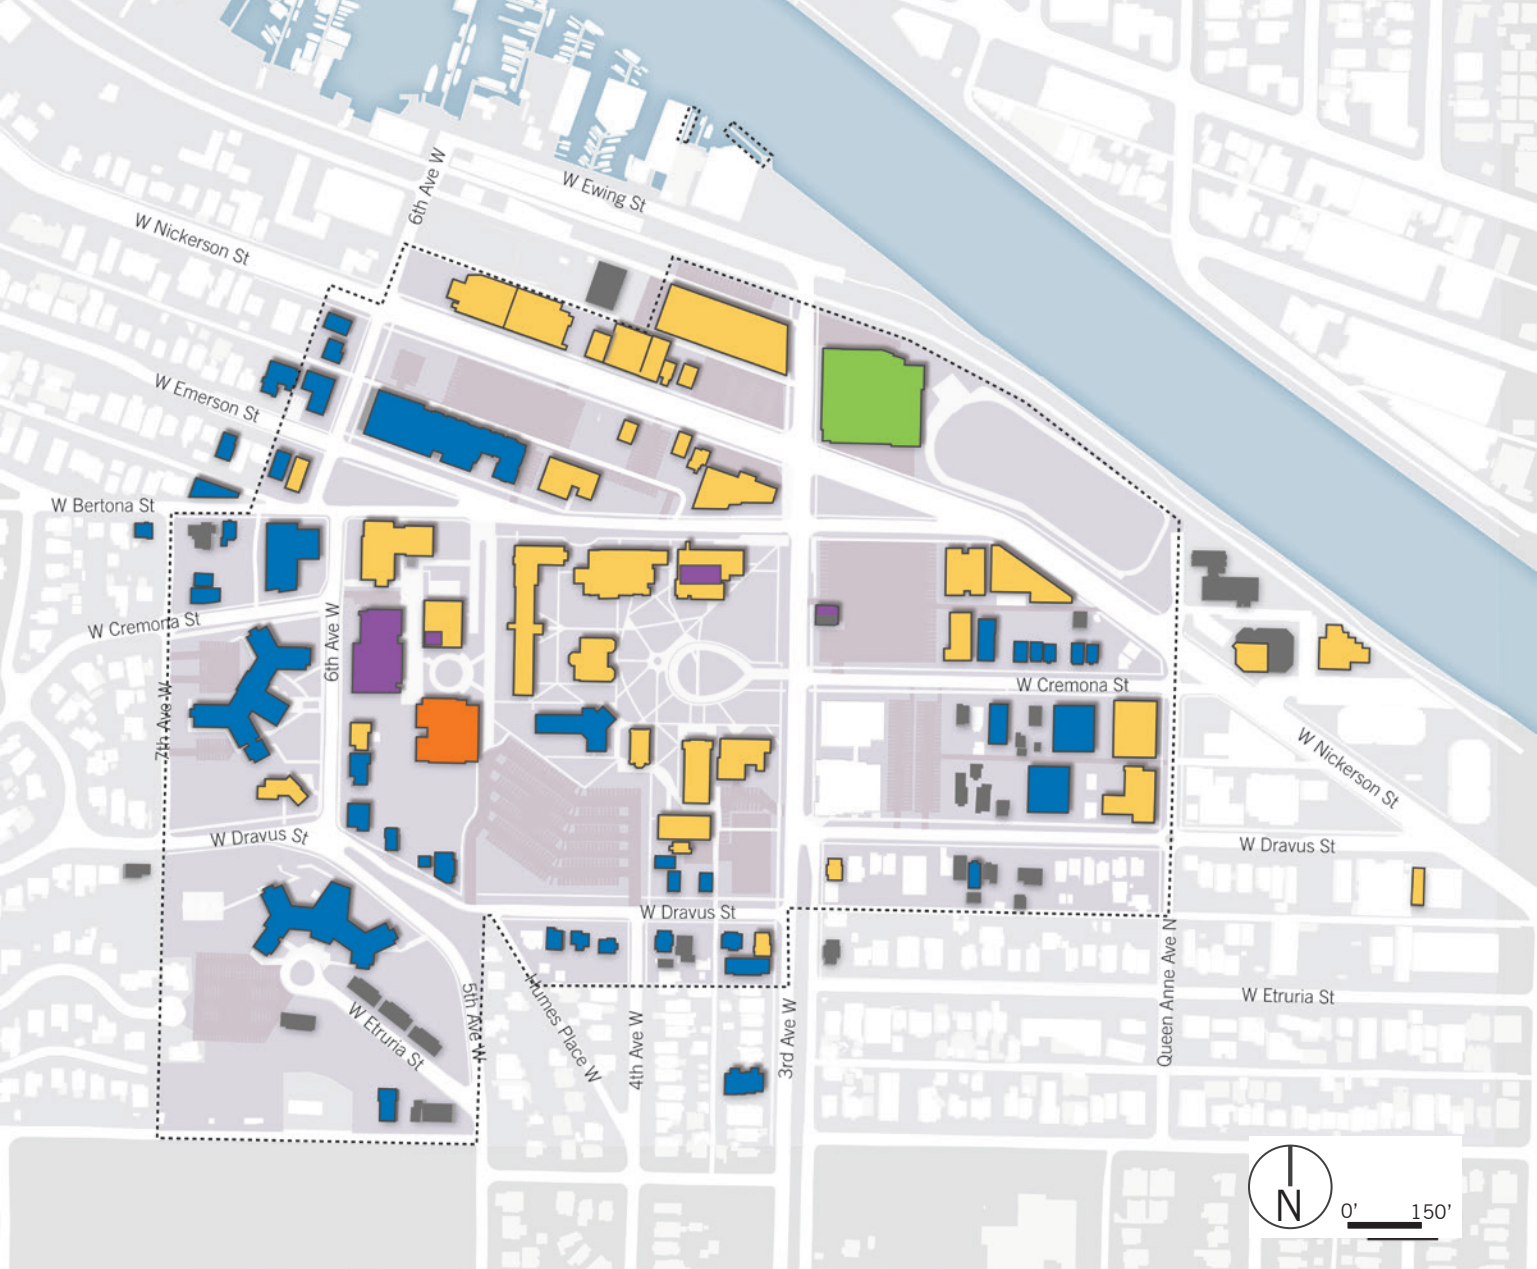 6th Ave W
W Ewing St
W Nickerson St
W Emerson St
W Bertona St
W Cremona St
6th Ave W
W Cremona St
7th Ave W
W Nickerson St
W Dravus St
W Dravus St
W Dravus St
5th Ave W
Humes Place W
W Etruria St
W Etruria St
4th Ave W
3rd Ave W
Queen Anne Ave N
N
0' 150'